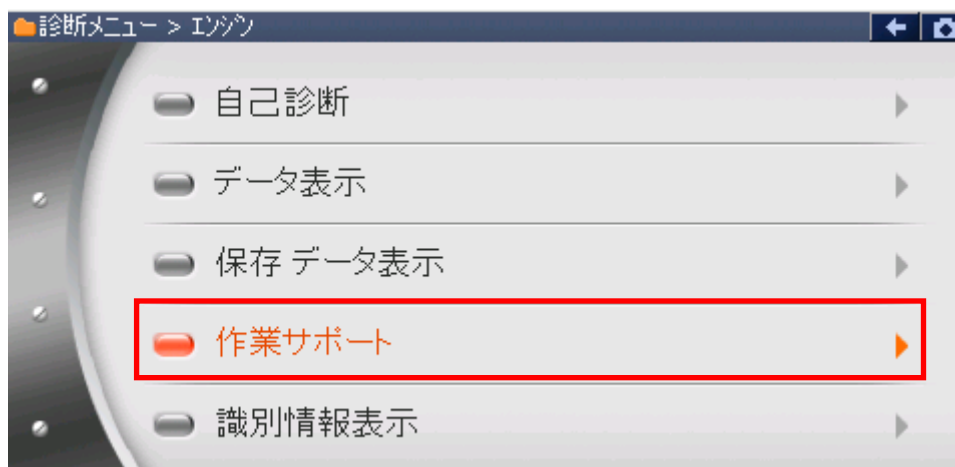 診断メニュー > エンジン
自己診断
データ表示
保存 データ表示
作業サポート
識別情報表示